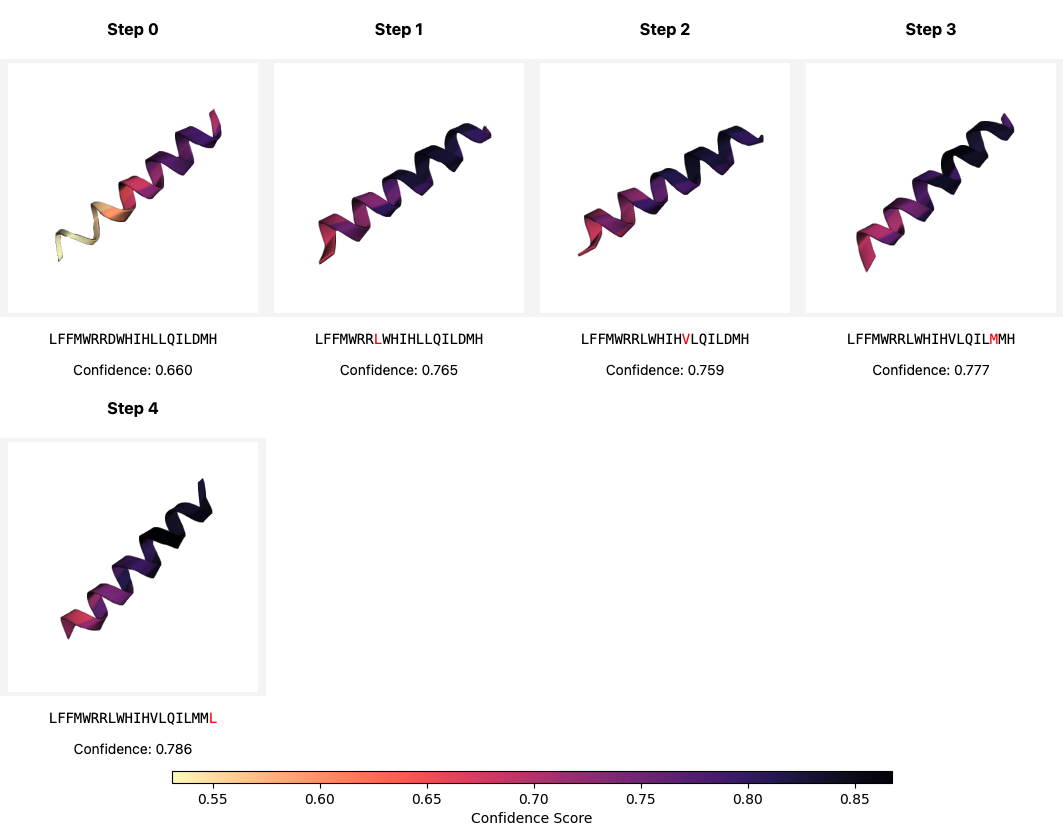 Step 0
Step 1
Step 2
Step 3
LFFMWRRDWHIHLLQILDMH
LFFMWRRLWHIHLLQILDMH
LFFMWRRLWHIHVLQILDMH
LFFMWRRLWHIHVLQILMMH
Confidence: 0.660
Confidence: 0.765
Confidence: 0.759
Confidence: 0.777
Step 4
LFFMWRRLWHIHVLQILMML
Confidence: 0.786
0.55
0.60
0.65
0.70
0.75
0.80
0.85
Confidence Score